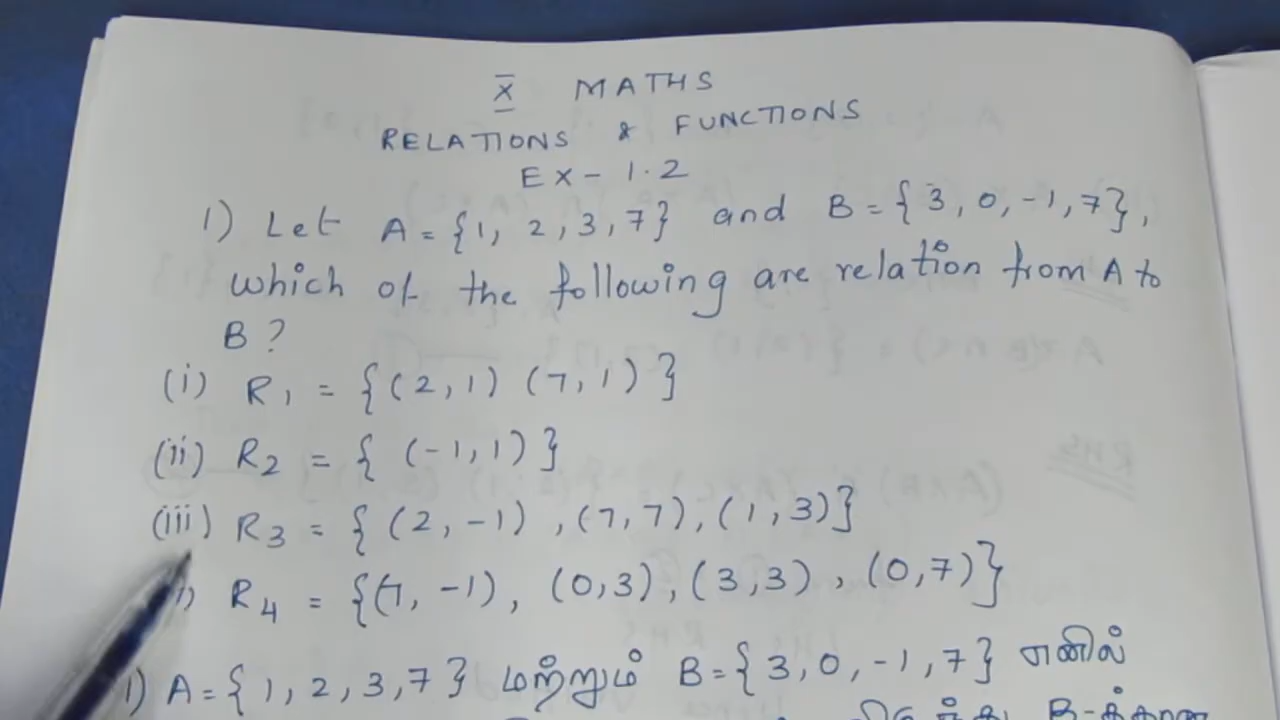 X MATHS
RELATIONS & FUNCTIONS
EX - 1.2
1) Let A = {1, 2, 3, 7} and B = {3, 0, -1, 7},
which of the following are relation from A to
B ?
(i) R₁ = {(2, 1) (7, 1)}
(ii) R₂ = { (-1, 1) }
(iii) R₃ = { (2, -1) , (7, 7), (1, 3)}
R₄ = {(7, -1), (0, 3), (3, 3) , (0, 7)}
1) A = {1, 2, 3, 7} மற்றும் B = {3, 0, -1, 7} எனில்